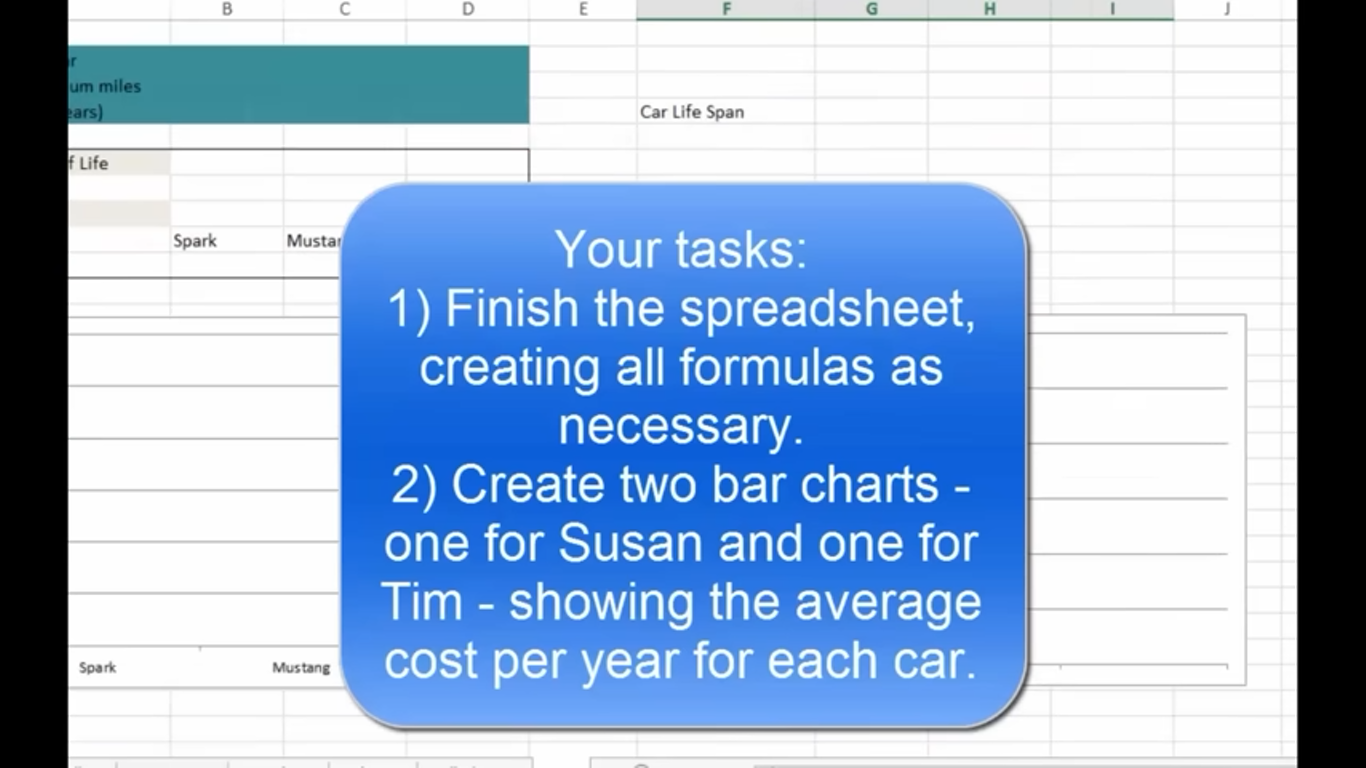 B C D E F G H I J
um miles
ears)
Car Life Span
f Life
Spark Mustan
Your tasks:
1) Finish the spreadsheet,
creating all formulas as
necessary.
2) Create two bar charts -
one for Susan and one for
Tim - showing the average
cost per year for each car.
Spark Mustang